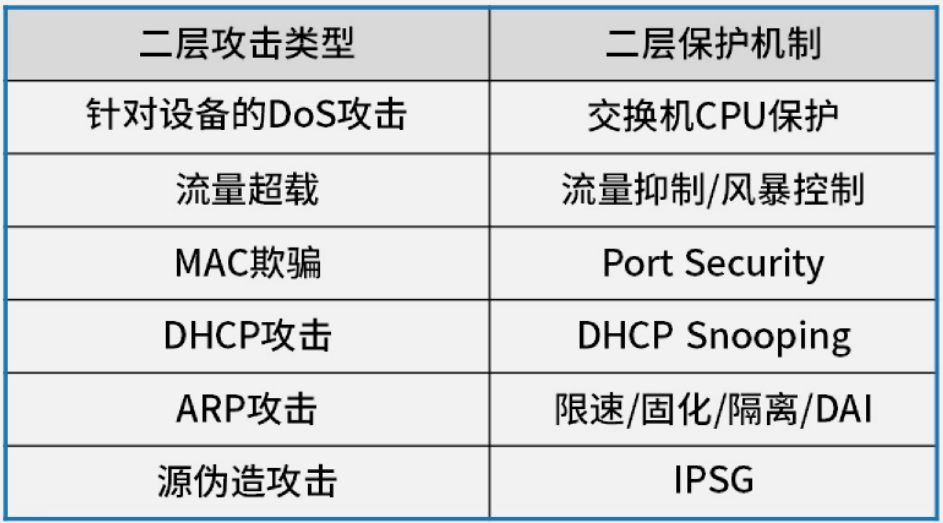 二层攻击类型 二层保护机制
针对设备的DoS攻击 交换机CPU保护
流量超载 流量抑制/风暴控制
MAC欺骗 Port Security
DHCP攻击 DHCP Snooping
ARP攻击 限速/固化/隔离/DAI
源伪造攻击 IPSG